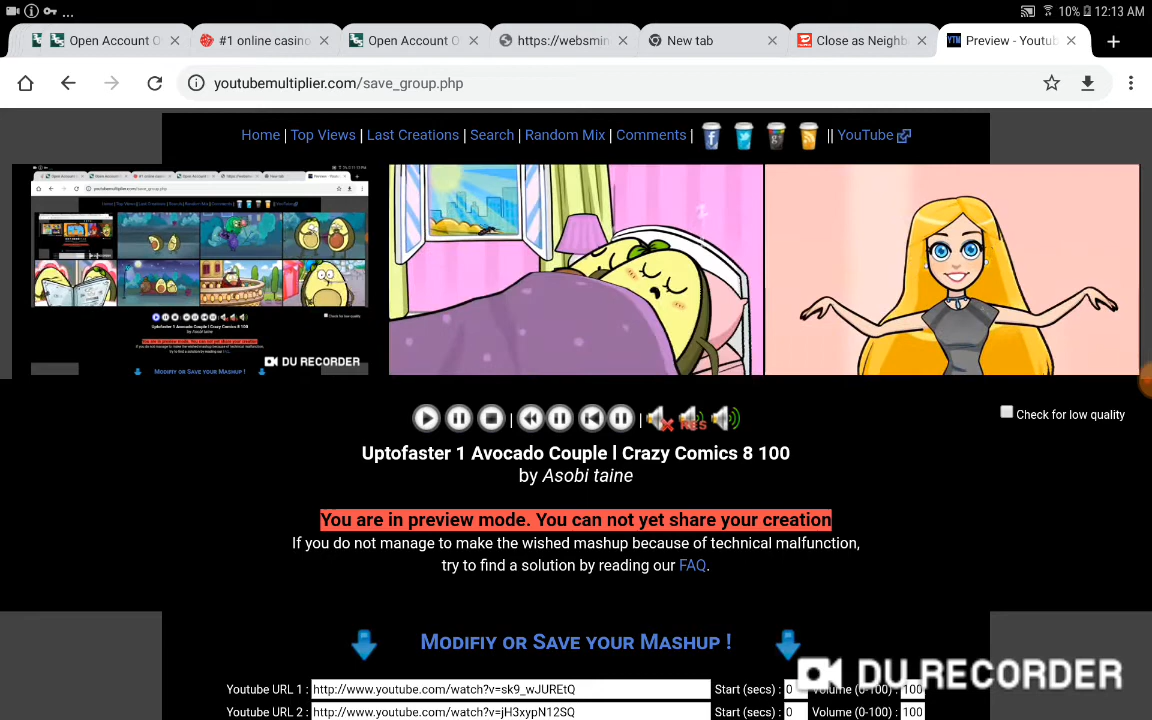 ... 10% 12:13 AM
Open Account O #1 online casino Open Account O https://websmin New tab Close as Neighb YTM Preview - Youtub
youtubemultiplier.com/save_group.php
Home | Top Views | Last Creations | Search | Random Mix | Comments | || YouTube
DU RECORDER
Check for low quality
Uptofaster 1 Avocado Couple l Crazy Comics 8 100
by Asobi taine
You are in preview mode. You can not yet share your creation
If you do not manage to make the wished mashup because of technical malfunction,
try to find a solution by reading our FAQ.
Modifiy or Save your Mashup !
DU RECORDER
Youtube URL 1 : http://www.youtube.com/watch?v=sk9_wJUREtQ Start (secs) : 0 Volume (0-100) : 100
Youtube URL 2 : http://www.youtube.com/watch?v=jH3xypN12SQ Start (secs) : 0 Volume (0-100) : 100